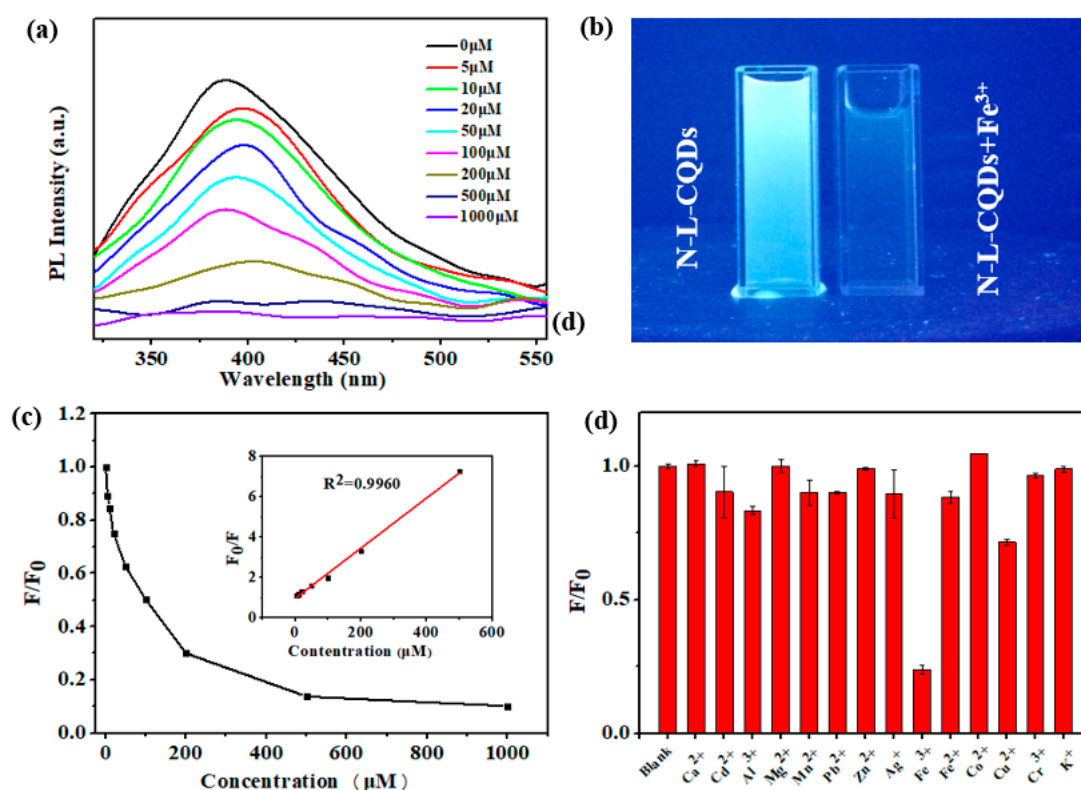 (a)
PL Intensity (a.u.)
0μM
5μM
10μM
20μM
50μM
100μM
200μM
500μM
1000μM
350
400
450
500
550
Wavelength (nm)
(d)
(b)
N-L-CQDs
N-L-CQDs+Fe³⁺
(c)
F/F₀
1.2
1.0
0.8
0.6
0.4
0.2
0.0
0
200
400
600
800
1000
Concentration (μM)
F₀/F
8
6
4
2
0
R²=0.9960
0
200
400
600
Contentration (μM)
(d)
F/F₀
1.0
0.5
0.0
Blank
Ca²⁺
Cd²⁺
Al³⁺
Mg²⁺
Mn²⁺
Pb²⁺
Zn²⁺
Ag⁺
Fe³⁺
Fe²⁺
Co²⁺
Cu²⁺
Cr³⁺
K⁺